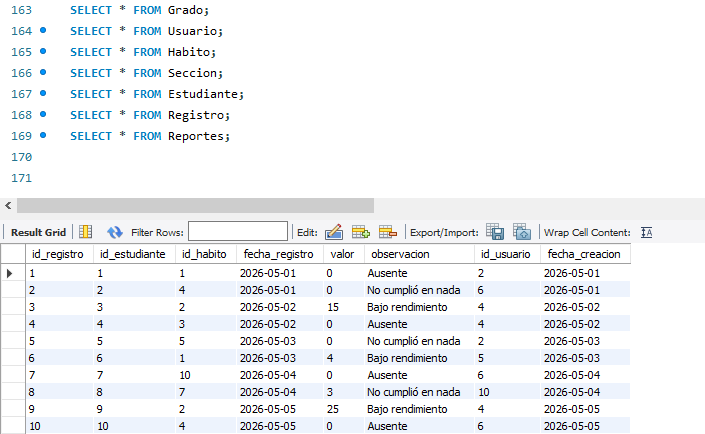 163 SELECT * FROM Grado;
164 SELECT * FROM Usuario;
165 SELECT * FROM Habito;
166 SELECT * FROM Seccion;
167 SELECT * FROM Estudiante;
168 SELECT * FROM Registro;
169 SELECT * FROM Reportes;
170
171
Result Grid Filter Rows: Edit: Export/Import: Wrap Cell Content:
id_registro id_estudiante id_habito fecha_registro valor observacion id_usuario fecha_creacion
1 1 1 2026-05-01 0 Ausente 2 2026-05-01
2 2 4 2026-05-01 0 No cumplió en nada 6 2026-05-01
3 3 2 2026-05-02 15 Bajo rendimiento 4 2026-05-02
4 4 3 2026-05-02 0 Ausente 4 2026-05-02
5 5 5 2026-05-03 0 No cumplió en nada 2 2026-05-03
6 6 1 2026-05-03 4 Bajo rendimiento 5 2026-05-03
7 7 10 2026-05-04 0 Ausente 6 2026-05-04
8 8 7 2026-05-04 3 No cumplió en nada 10 2026-05-04
9 9 2 2026-05-05 25 Bajo rendimiento 4 2026-05-05
10 10 4 2026-05-05 0 Ausente 6 2026-05-05